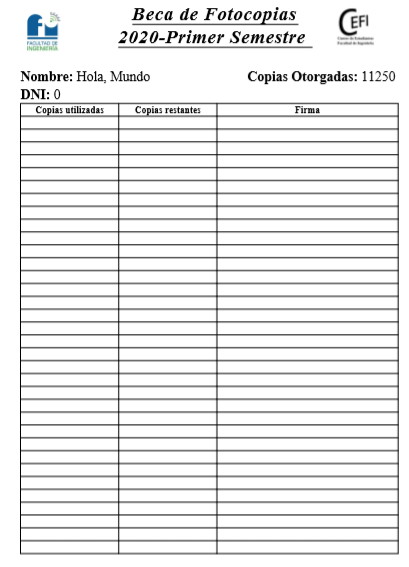 Beca de Fotocopias
2020-Primer Semestre
FACULTAD DE
INGENIERÍA
CEFI
Centro de Estudiantes
Facultad de Ingeniería
Nombre: Hola, Mundo
Copias Otorgadas: 11250
DNI: 0
Copias utilizadas Copias restantes Firma